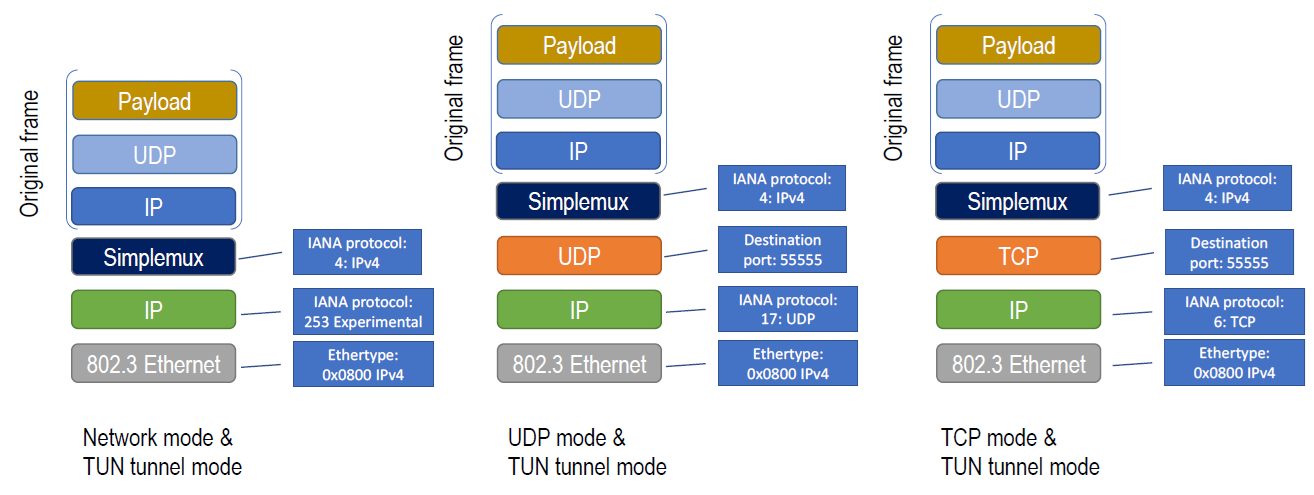 Original frame
Payload
UDP
IP
Simplemux
IANA protocol:
4: IPv4
IP
IANA protocol:
253 Experimental
802.3 Ethernet
Ethertype:
0x0800 IPv4
Network mode &
TUN tunnel mode
Original frame
Payload
UDP
IP
Simplemux
IANA protocol:
4: IPv4
UDP
Destination
port: 55555
IP
IANA protocol:
17: UDP
802.3 Ethernet
Ethertype:
0x0800 IPv4
UDP mode &
TUN tunnel mode
Original frame
Payload
UDP
IP
Simplemux
IANA protocol:
4: IPv4
TCP
Destination
port: 55555
IP
IANA protocol:
6: TCP
802.3 Ethernet
Ethertype:
0x0800 IPv4
TCP mode &
TUN tunnel mode